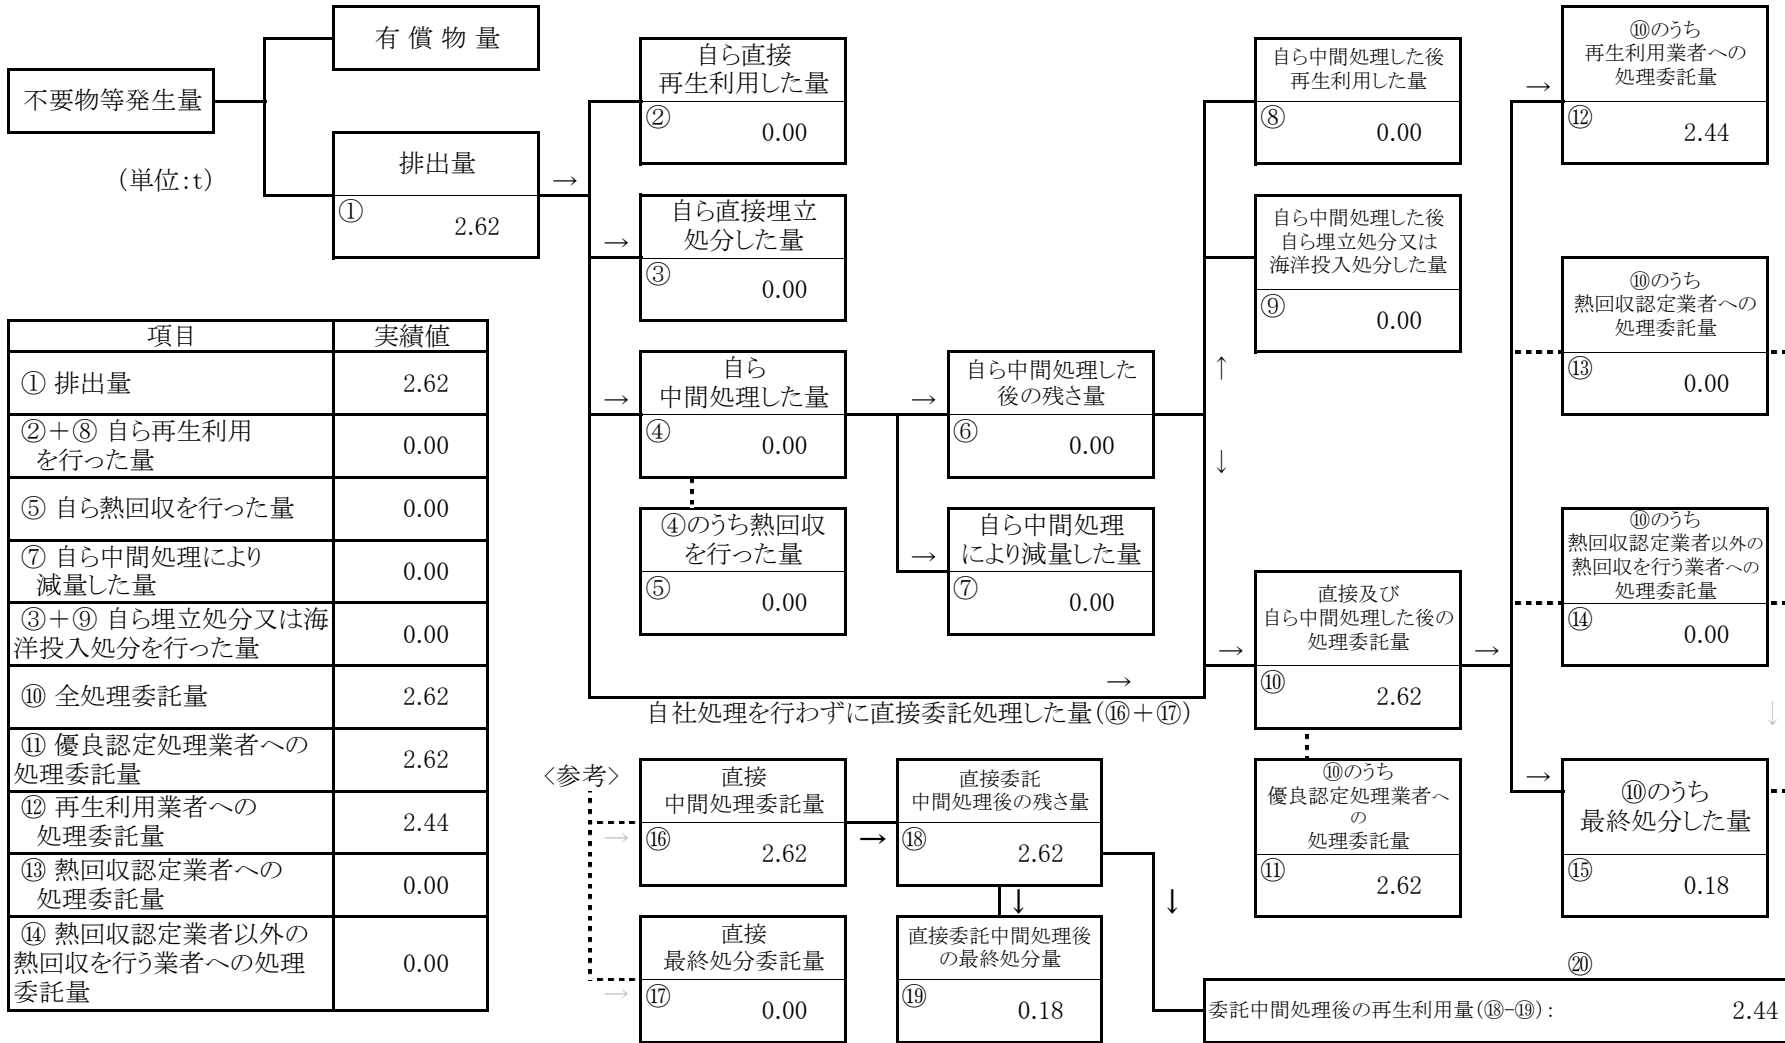 有 償 物 量
不要物等発生量
(単位:t)
排出量
①
2.62
→
自ら直接
再生利用した量
②
0.00
→
自ら直接埋立
処分した量
③
0.00
→
自ら
中間処理した量
④
0.00
④のうち熱回収
を行った量
⑤
0.00
→
自ら中間処理した
後の残さ量
⑥
0.00
→
自ら中間処理
により減量した量
⑦
0.00
自ら中間処理した後
再生利用した量
⑧
0.00
自ら中間処理した後
自ら埋立処分又は
海洋投入処分した量
⑨
0.00
↑
↓
→
直接及び
自ら中間処理した後の
処理委託量
⑩
2.62
→
→
自社処理を行わずに直接委託処理した量(⑯+⑰)
⑩のうち
優良認定処理業者へ
の
処理委託量
⑪
2.62
→
⑩のうち
再生利用業者への
処理委託量
⑫
2.44
⑩のうち
熱回収認定業者への
処理委託量
⑬
0.00
⑩のうち
熱回収認定業者以外の
熱回収を行う業者への
処理委託量
⑭
0.00
↓
→
⑩のうち
最終処分した量
⑮
0.18
項目 実績値
① 排出量 2.62
②+⑧ 自ら再生利用
を行った量 0.00
⑤ 自ら熱回収を行った量 0.00
⑦ 自ら中間処理により
減量した量 0.00
③+⑨ 自ら埋立処分又は海
洋投入処分を行った量 0.00
⑩ 全処理委託量 2.62
⑪ 優良認定処理業者への
処理委託量 2.62
⑫ 再生利用業者への
処理委託量 2.44
⑬ 熱回収認定業者への
処理委託量 0.00
⑭ 熱回収認定業者以外の
熱回収を行う業者への処理
委託量 0.00
〈参考〉
→
直接
中間処理委託量
⑯
2.62
→
直接委託
中間処理後の残さ量
⑱
2.62
↓
↓
→
直接
最終処分委託量
⑰
0.00
直接委託中間処理後
の最終処分量
⑲
0.18
⑳
委託中間処理後の再生利用量(⑱-⑲): 2.44